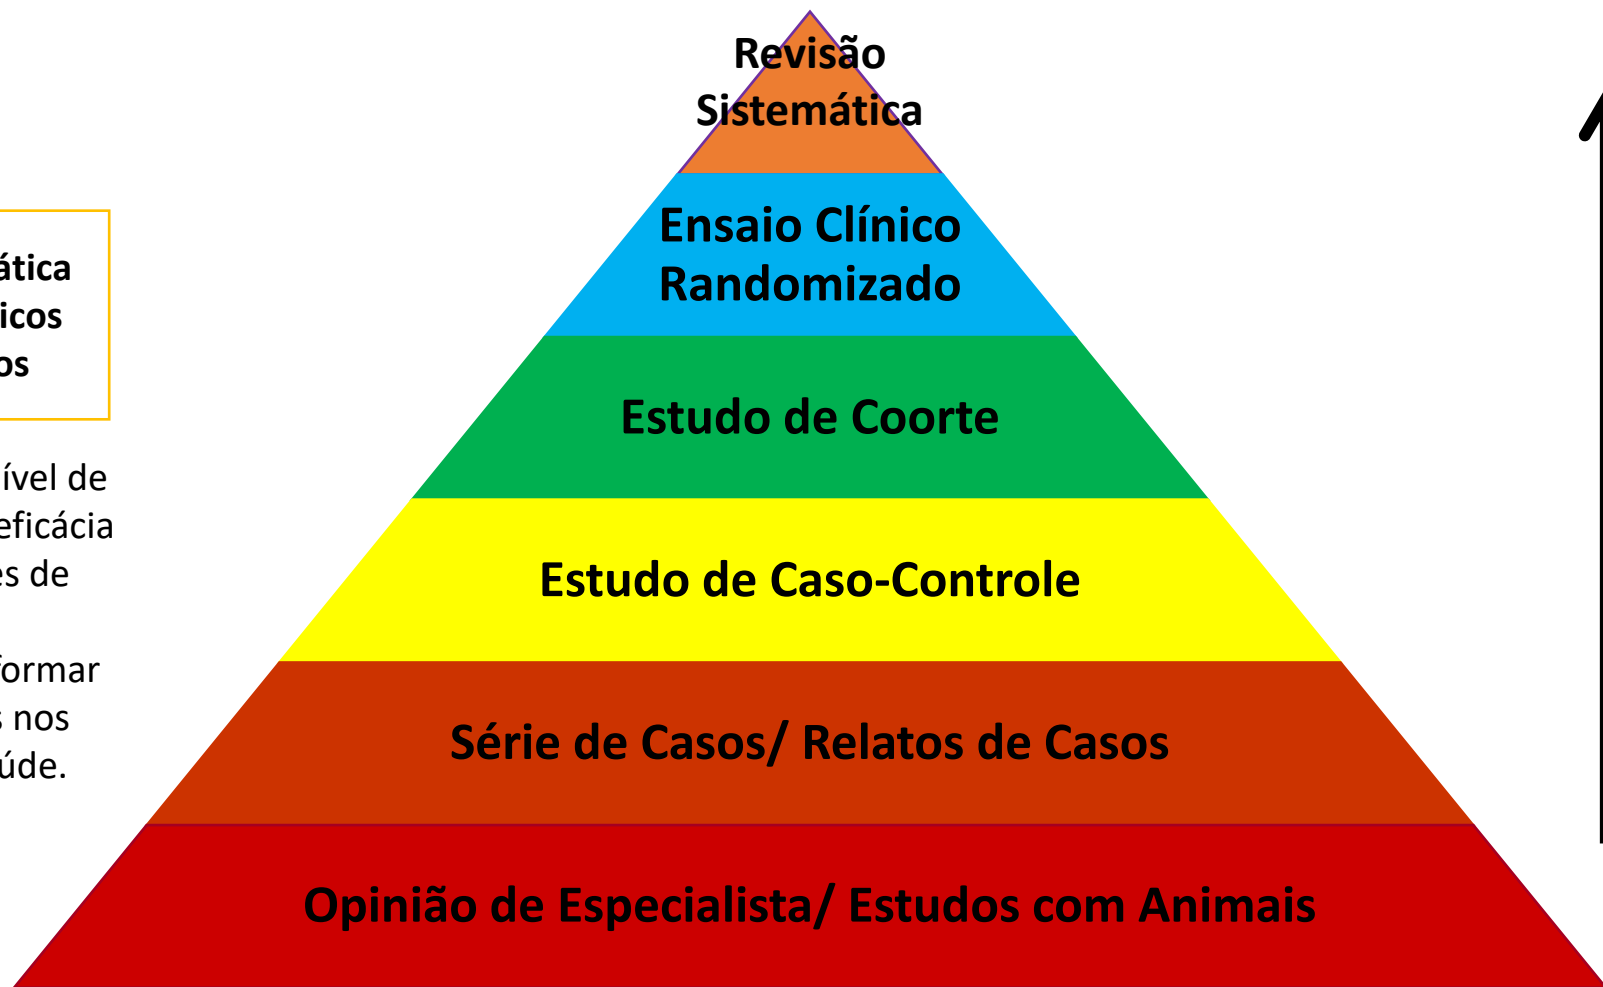 Revisão
Sistemática
Ensaio Clínico
Randomizado
Estudo de Coorte
Estudo de Caso-Controle
Série de Casos/ Relatos de Casos
Opinião de Especialista/ Estudos com Animais
ática
icos
os
ível de
eficácia
es de
formar
s nos
úde.